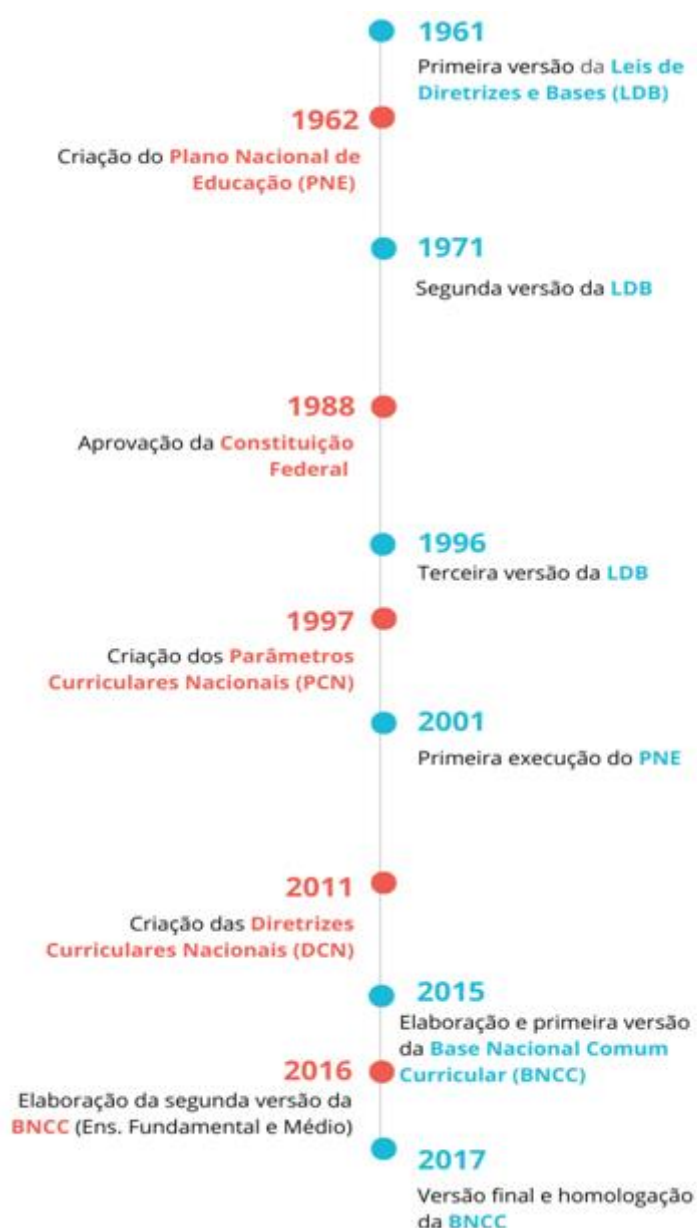 1961
Primeira versão da Leis de
Diretrizes e Bases (LDB)
1962
Criação do Plano Nacional de
Educação (PNE)
1971
Segunda versão da LDB
1988
Aprovação da Constituição
Federal
1996
Terceira versão da LDB
1997
Criação dos Parâmetros
Curriculares Nacionais (PCN)
2001
Primeira execução do PNE
2011
Criação das Diretrizes
Curriculares Nacionais (DCN)
2015
Elaboração e primeira versão
da Base Nacional Comum
Curricular (BNCC)
2016
Elaboração da segunda versão da
BNCC (Ens. Fundamental e Médio)
2017
Versão final e homologação
da BNCC